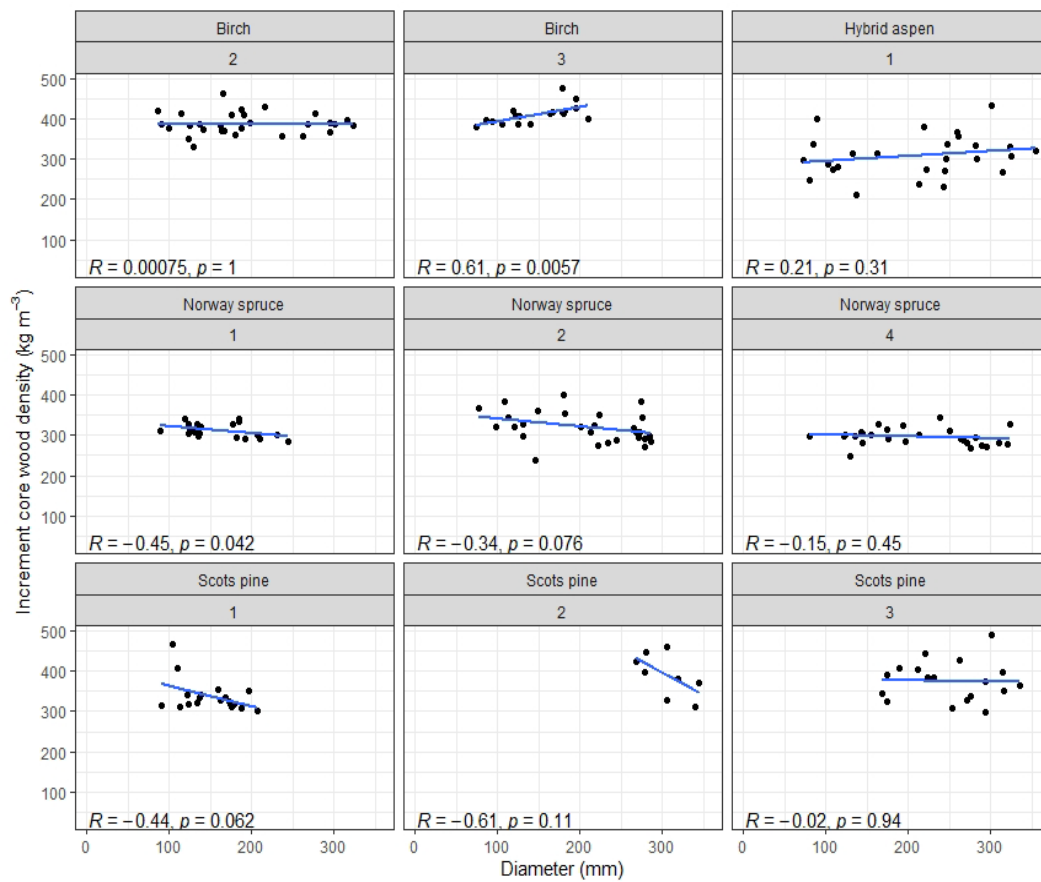 Birch
Birch
Hybrid aspen
2
3
1
500
400
300
200
100
R = 0.00075, p = 1
R = 0.61, p = 0.0057
R = 0.21, p = 0.31
Norway spruce
Norway spruce
Norway spruce
1
2
4
500
400
300
200
100
R = −0.45, p = 0.042
R = −0.34, p = 0.076
R = −0.15, p = 0.45
Increment core wood density (kg m⁻³)
Scots pine
Scots pine
Scots pine
1
2
3
500
400
300
200
100
R = −0.44, p = 0.062
R = −0.61, p = 0.11
R = −0.02, p = 0.94
0 100 200 300
0 100 200 300
0 100 200 300
Diameter (mm)